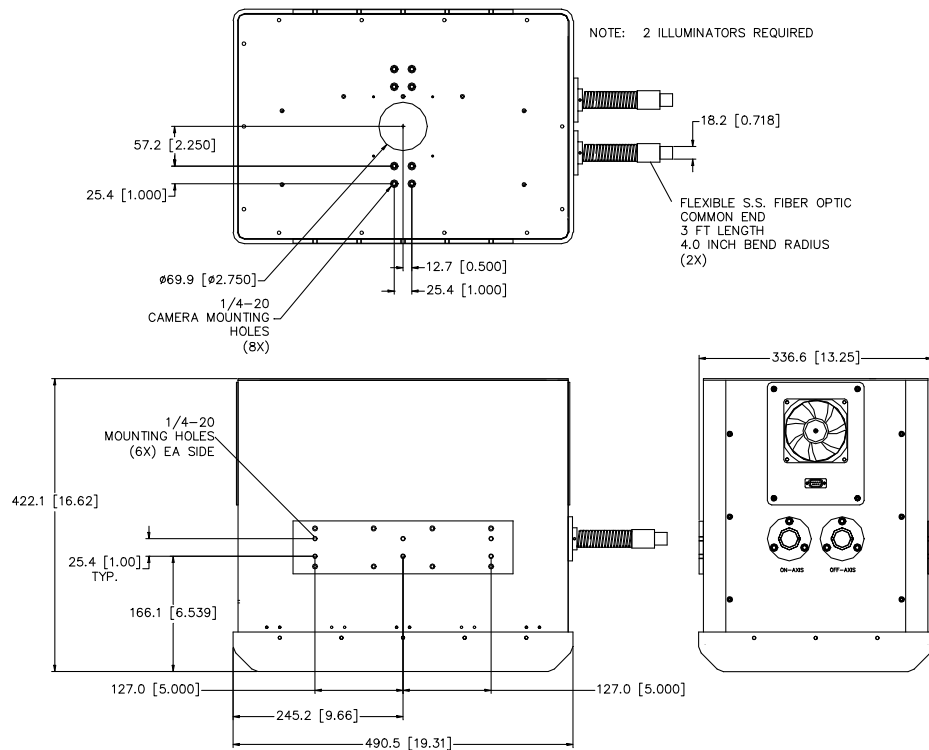 NOTE: 2 ILLUMINATORS REQUIRED
18.2 [0.718]
57.2 [2.250]
25.4 [1.000]
FLEXIBLE S.S. FIBER OPTIC
COMMON END
3 FT LENGTH
4.0 INCH BEND RADIUS
(2X)
ø69.9 [ø2.750]
12.7 [0.500]
25.4 [1.000]
1/4-20
CAMERA MOUNTING
HOLES
(8X)
336.6 [13.25]
1/4-20
MOUNTING HOLES
(6X) EA SIDE
422.1 [16.62]
25.4 [1.00]
TYP.
166.1 [6.539]
ON-AXIS
OFF-AXIS
127.0 [5.000]
127.0 [5.000]
245.2 [9.66]
490.5 [19.31]